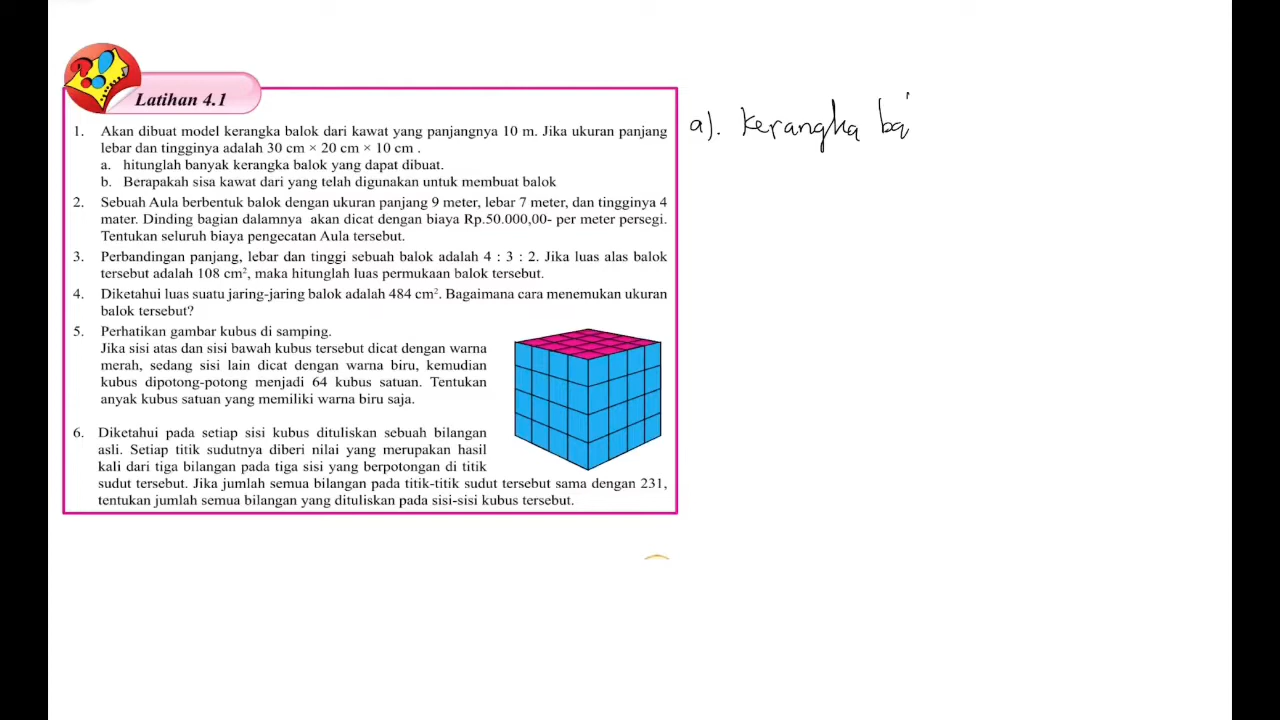 Latihan 4.1
1. Akan dibuat model kerangka balok dari kawat yang panjangnya 10 m. Jika ukuran panjang
lebar dan tingginya adalah 30 cm × 20 cm × 10 cm .
a. hitunglah banyak kerangka balok yang dapat dibuat.
b. Berapakah sisa kawat dari yang telah digunakan untuk membuat balok
2. Sebuah Aula berbentuk balok dengan ukuran panjang 9 meter, lebar 7 meter, dan tingginya 4
mater. Dinding bagian dalamnya akan dicat dengan biaya Rp.50.000,00- per meter persegi.
Tentukan seluruh biaya pengecatan Aula tersebut.
3. Perbandingan panjang, lebar dan tinggi sebuah balok adalah 4 : 3 : 2. Jika luas alas balok
tersebut adalah 108 cm², maka hitunglah luas permukaan balok tersebut.
4. Diketahui luas suatu jaring-jaring balok adalah 484 cm². Bagaimana cara menemukan ukuran
balok tersebut?
5. Perhatikan gambar kubus di samping.
Jika sisi atas dan sisi bawah kubus tersebut dicat dengan warna
merah, sedang sisi lain dicat dengan warna biru, kemudian
kubus dipotong-potong menjadi 64 kubus satuan. Tentukan
anyak kubus satuan yang memiliki warna biru saja.
6. Diketahui pada setiap sisi kubus dituliskan sebuah bilangan
asli. Setiap titik sudutnya diberi nilai yang merupakan hasil
kali dari tiga bilangan pada tiga sisi yang berpotongan di titik
sudut tersebut. Jika jumlah semua bilangan pada titik-titik sudut tersebut sama dengan 231,
tentukan jumlah semua bilangan yang dituliskan pada sisi-sisi kubus tersebut.
a). Kerangka ba